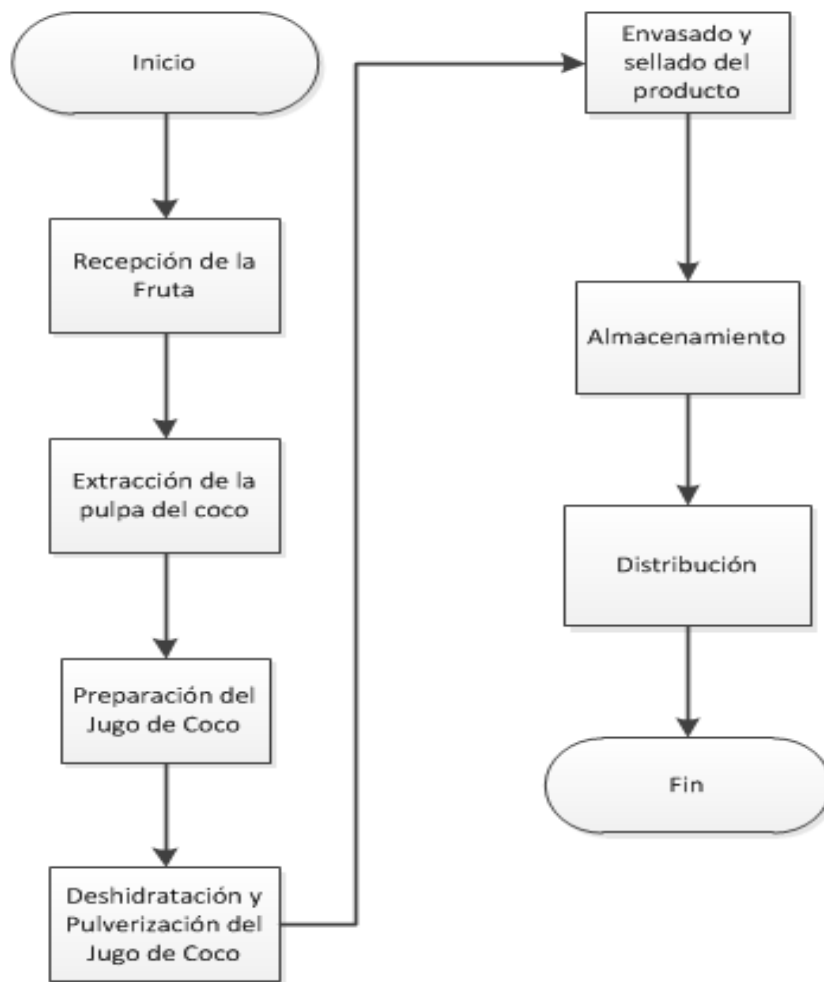 Inicio
Recepción de la
Fruta
Extracción de la
pulpa del coco
Preparación del
Jugo de Coco
Deshidratación y
Pulverización del
Jugo de Coco
Envasado y
sellado del
producto
Almacenamiento
Distribución
Fin